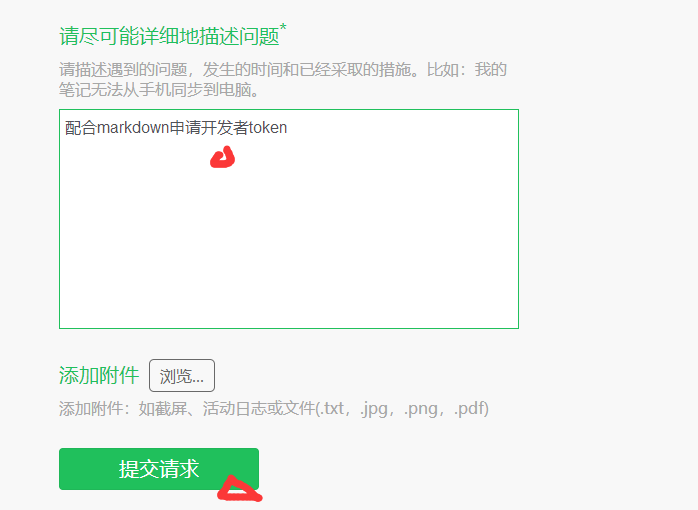 请尽可能详细地描述问题*
请描述遇到的问题，发生的时间和已经采取的措施。比如：我的
笔记无法从手机同步到电脑。
配合markdown申请开发者token
添加附件 浏览...
添加附件：如截屏、活动日志或文件(.txt，.jpg，.png，.pdf)
提交请求